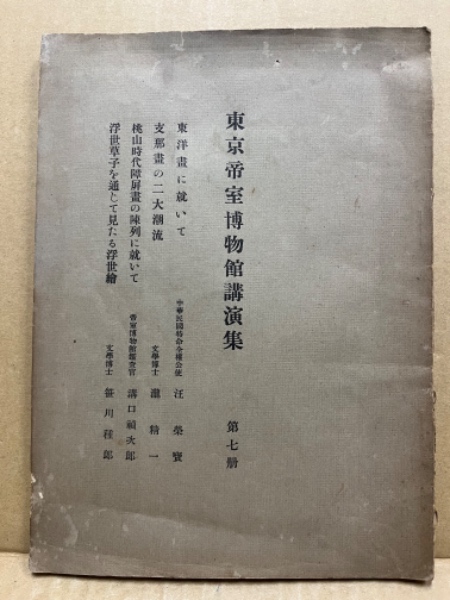 東京帝室博物館講演集
第七册
東洋畫に就いて
中華民國特命全權公使 汪榮寶
支那畫の二大潮流
文學博士 瀧精一
桃山時代障屏畫の陳列に就いて
帝室博物館鑑查官 溝口禎次郎
浮世草子を通して見たる浮世繪
文學博士 笹川種郎